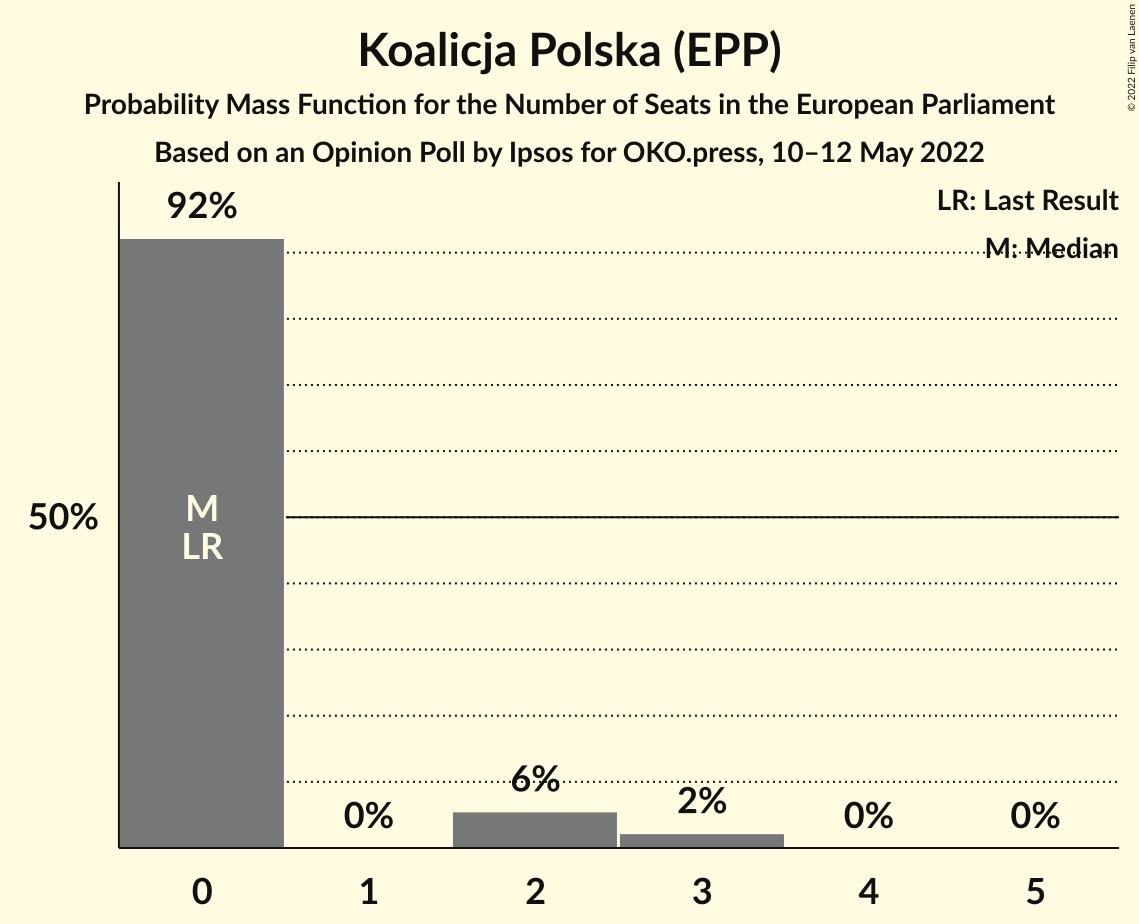 Koalicja Polska (EPP)
Probability Mass Function for the Number of Seats in the European Parliament
Based on an Opinion Poll by Ipsos for OKO.press, 10–12 May 2022
© 2022 Filip van Laenen
LR: Last Result
M: Median
92%
50%
M
LR
0%
6%
2%
0%
0%
0
1
2
3
4
5